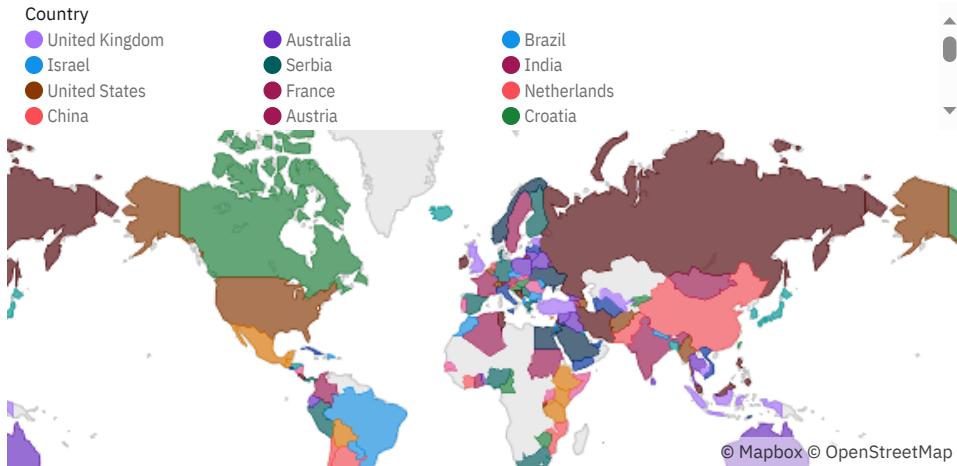 Country
United Kingdom Australia Brazil
Israel Serbia India
United States France Netherlands
China Austria Croatia
© Mapbox © OpenStreetMap